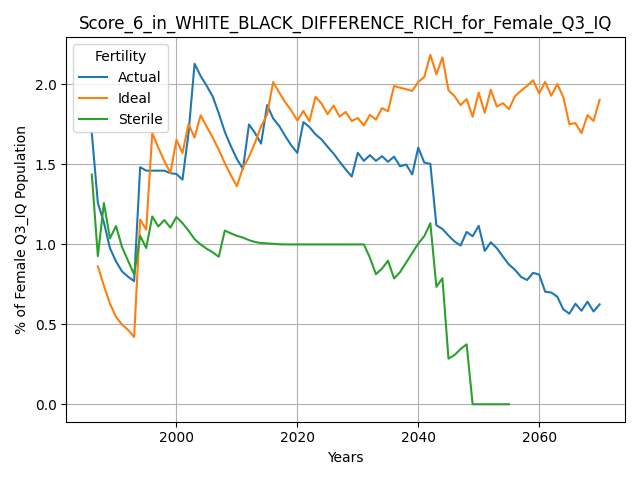 Score_6_in_WHITE_BLACK_DIFFERENCE_RICH_for_Female_Q3_IQ
Fertility
Actual
Ideal
Sterile
% of Female Q3_IQ Population
2.0
1.5
1.0
0.5
0.0
2000
2020
2040
2060
Years